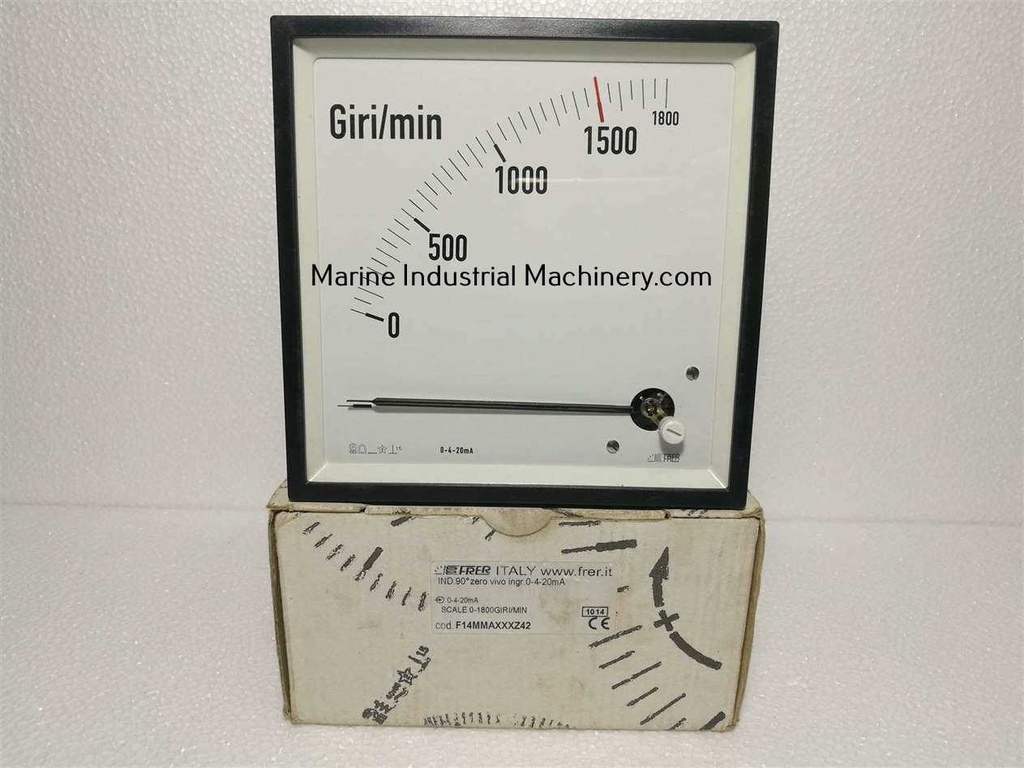 Giri/min
1800
1500
1000
500
Marine Industrial Machinery.com
0
0-4-20mA
FRER
FRER ITALY www.frer.it
IND.90° zero vivo ingr.0-4-20mA
0-4-20mA
SCALE 0-1800GIRI/MIN
1014
CE
cod. F14MMAXXXZ42